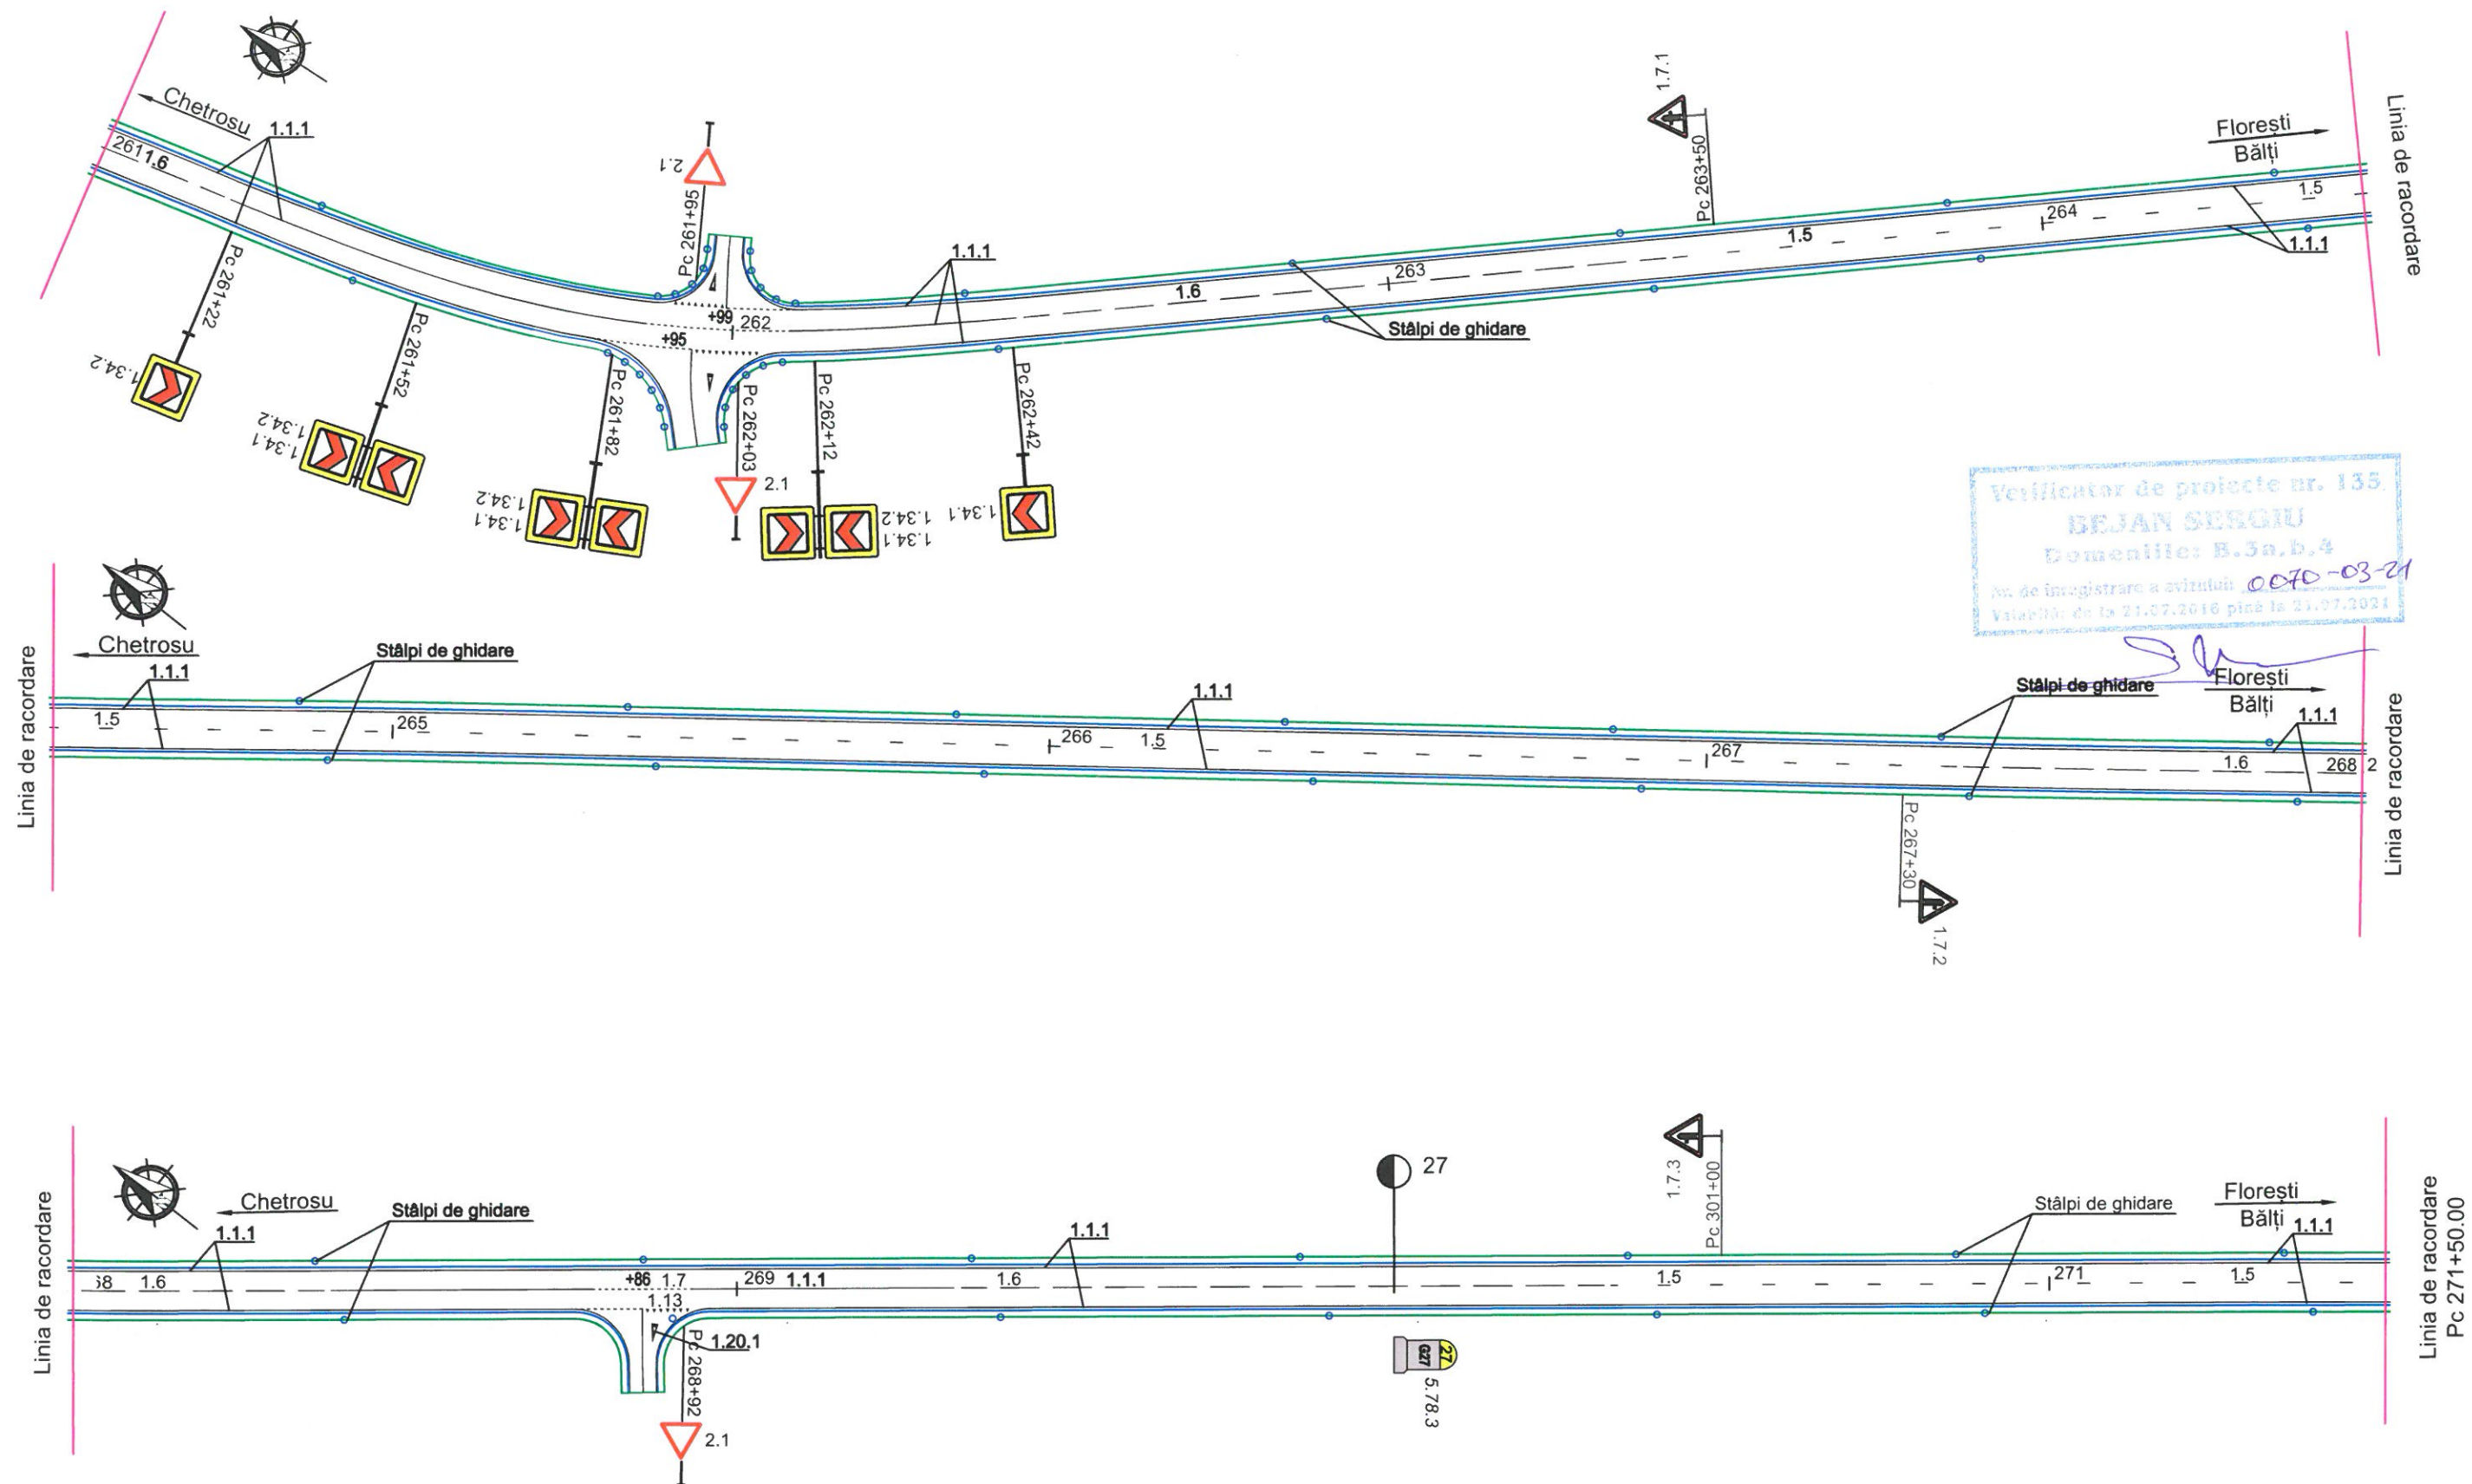 Chetrosu
1.1.1
261
1.6
2.1
Pc 261+95
1.7.1
Pc 263+50
Florești
Bălți
1.5
Linia de racordare
264
1.5
1.1.1
1.1.1
263
1.6
Stâlpi de ghidare
+99
262
+95
Pc 261+22
1.34.2
Pc 261+52
1.34.2
1.34.1
Pc 261+82
1.34.2
1.34.1
Pc 262+03
2.1
Pc 262+12
1.34.2
1.34.1
Pc 262+42
1.34.1
Verificator de proiecte nr. 135
BEJAN SERGIU
Domeniile: B.3a,b,4
Nr. de înregistrare a avizului: 0070-03-21
Valabilă: de la 21.07.2016 pînă la 21.07.2021
Linia de racordare
Chetrosu
1.1.1
Stâlpi de ghidare
1.5
265
266
1.5
1.1.1
267
Stâlpi de ghidare
Florești
Bălți
1.1.1
1.6
268
2
Linia de racordare
Pc 267+30
1.7.2
Linia de racordare
Chetrosu
1.1.1
Stâlpi de ghidare
68
1.6
+86
1.7
269
1.1.1
1.13
1.20.1
Pc 268+92
2.1
1.6
1.1.1
27
27
G27
5.78.3
1.7.3
Pc 301+00
1.5
Stâlpi de ghidare
271
Florești
Bălți
1.1.1
1.5
Linia de racordare
Pc 271+50.00